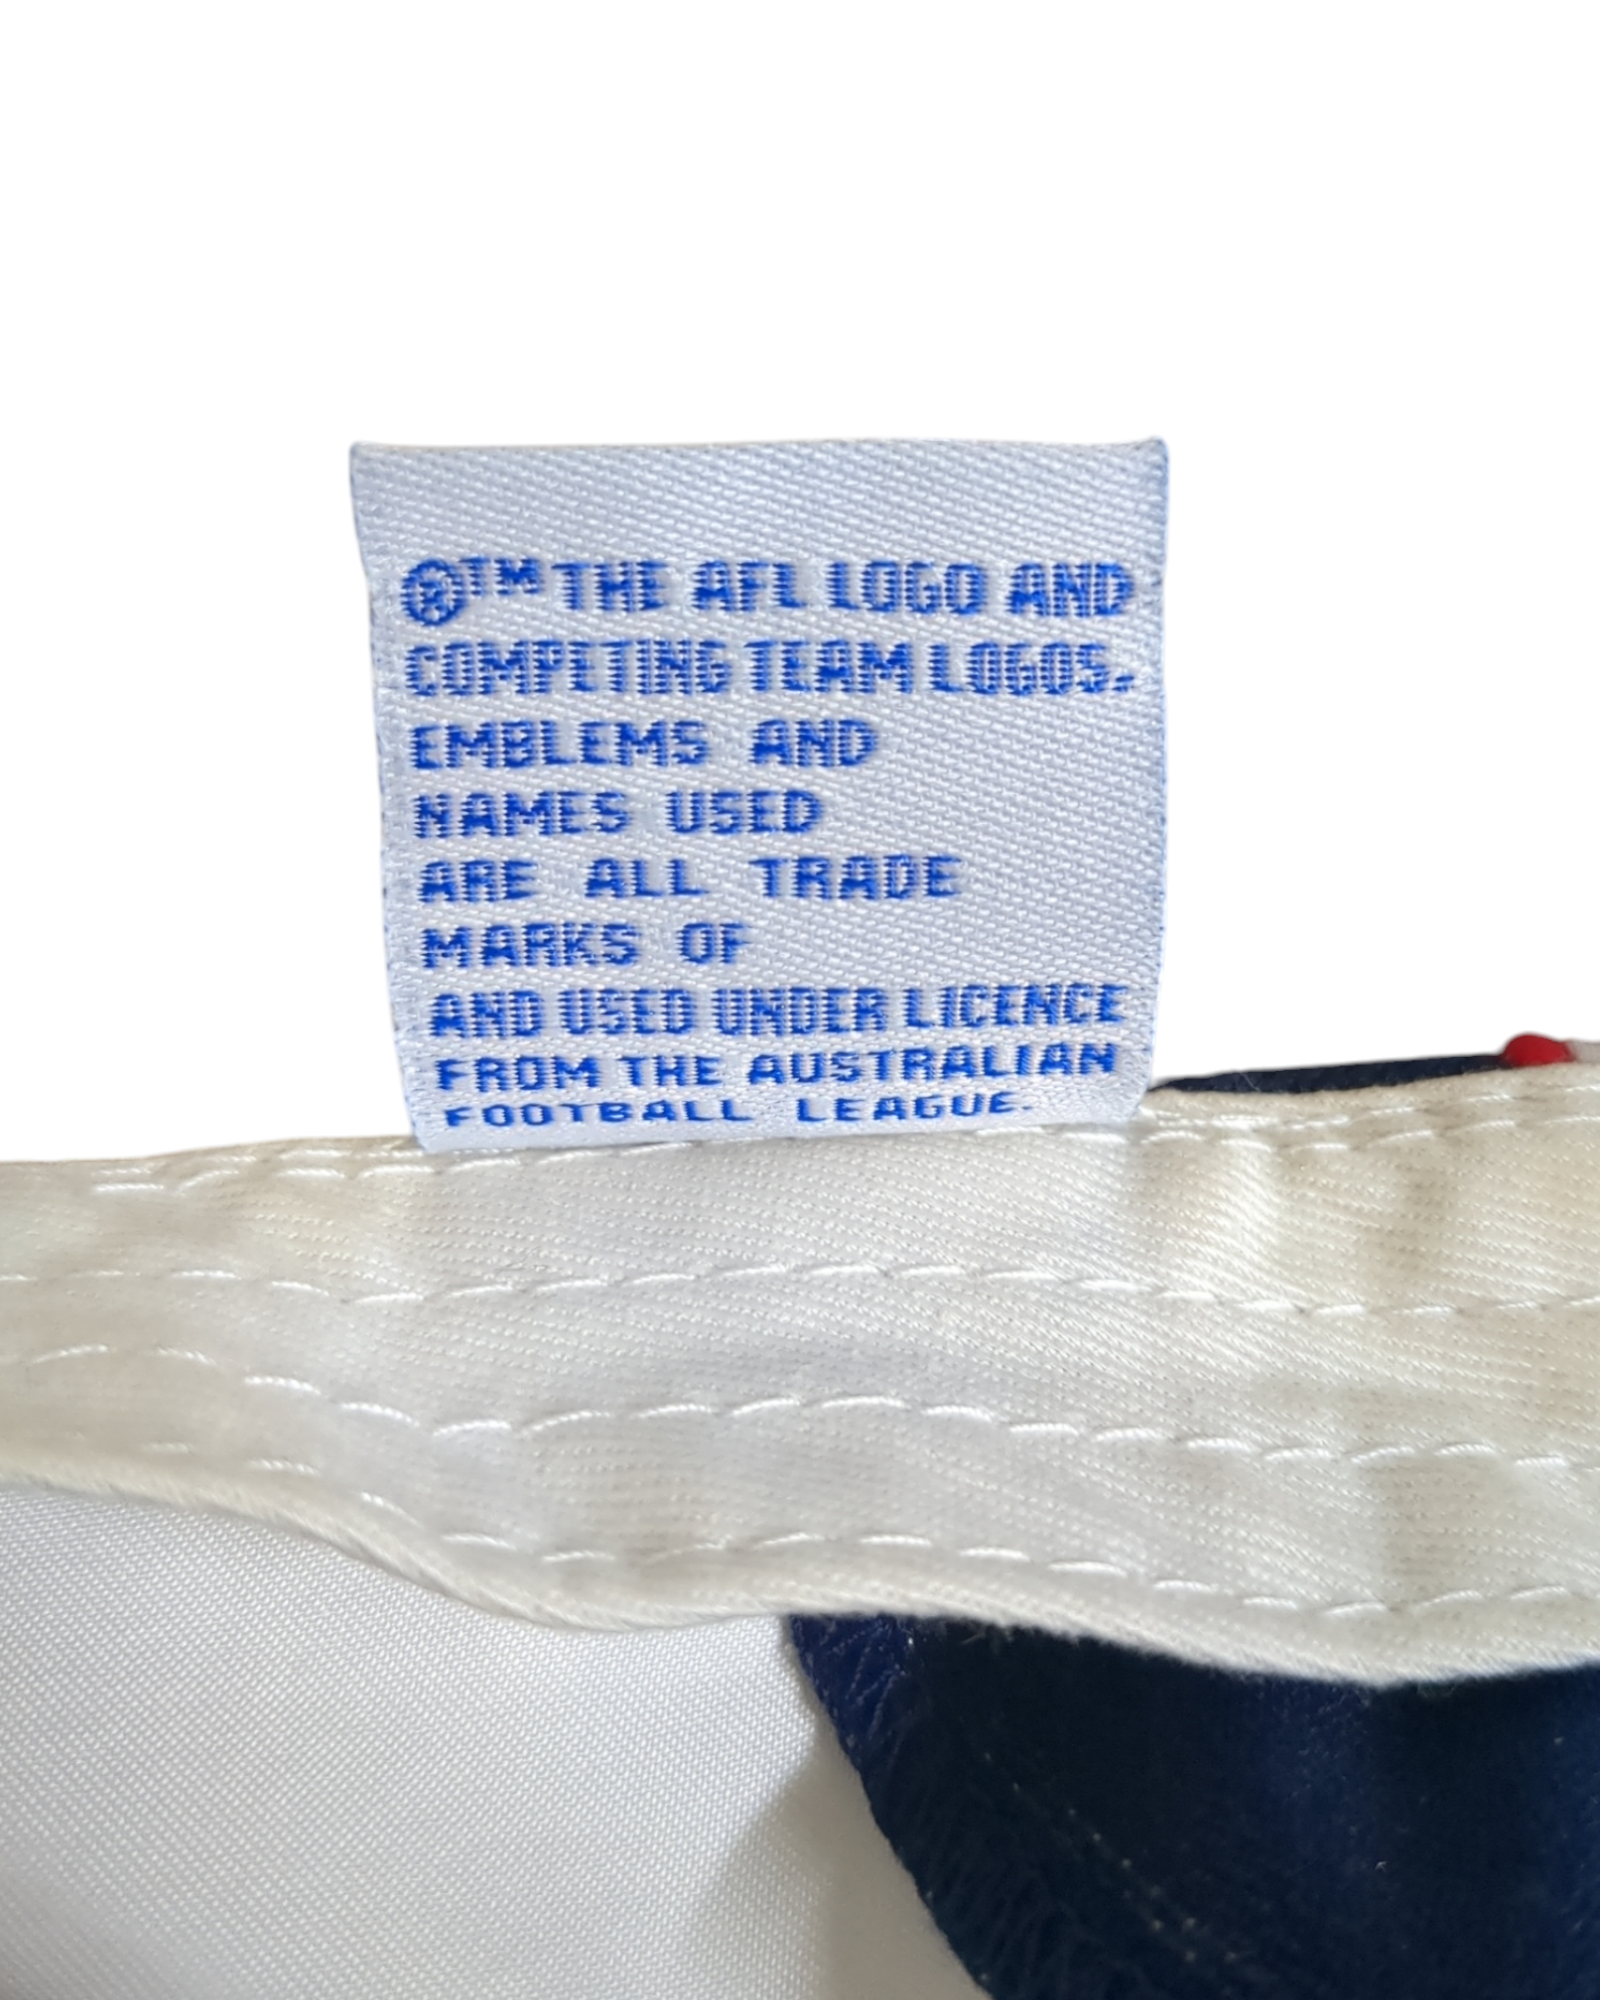 ®™ THE AFL LOGO AND
COMPETING TEAM LOGOS.
EMBLEMS AND
NAMES USED
ARE ALL TRADE
MARKS OF
AND USED UNDER LICENCE
FROM THE AUSTRALIAN
FOOTBALL LEAGUE.